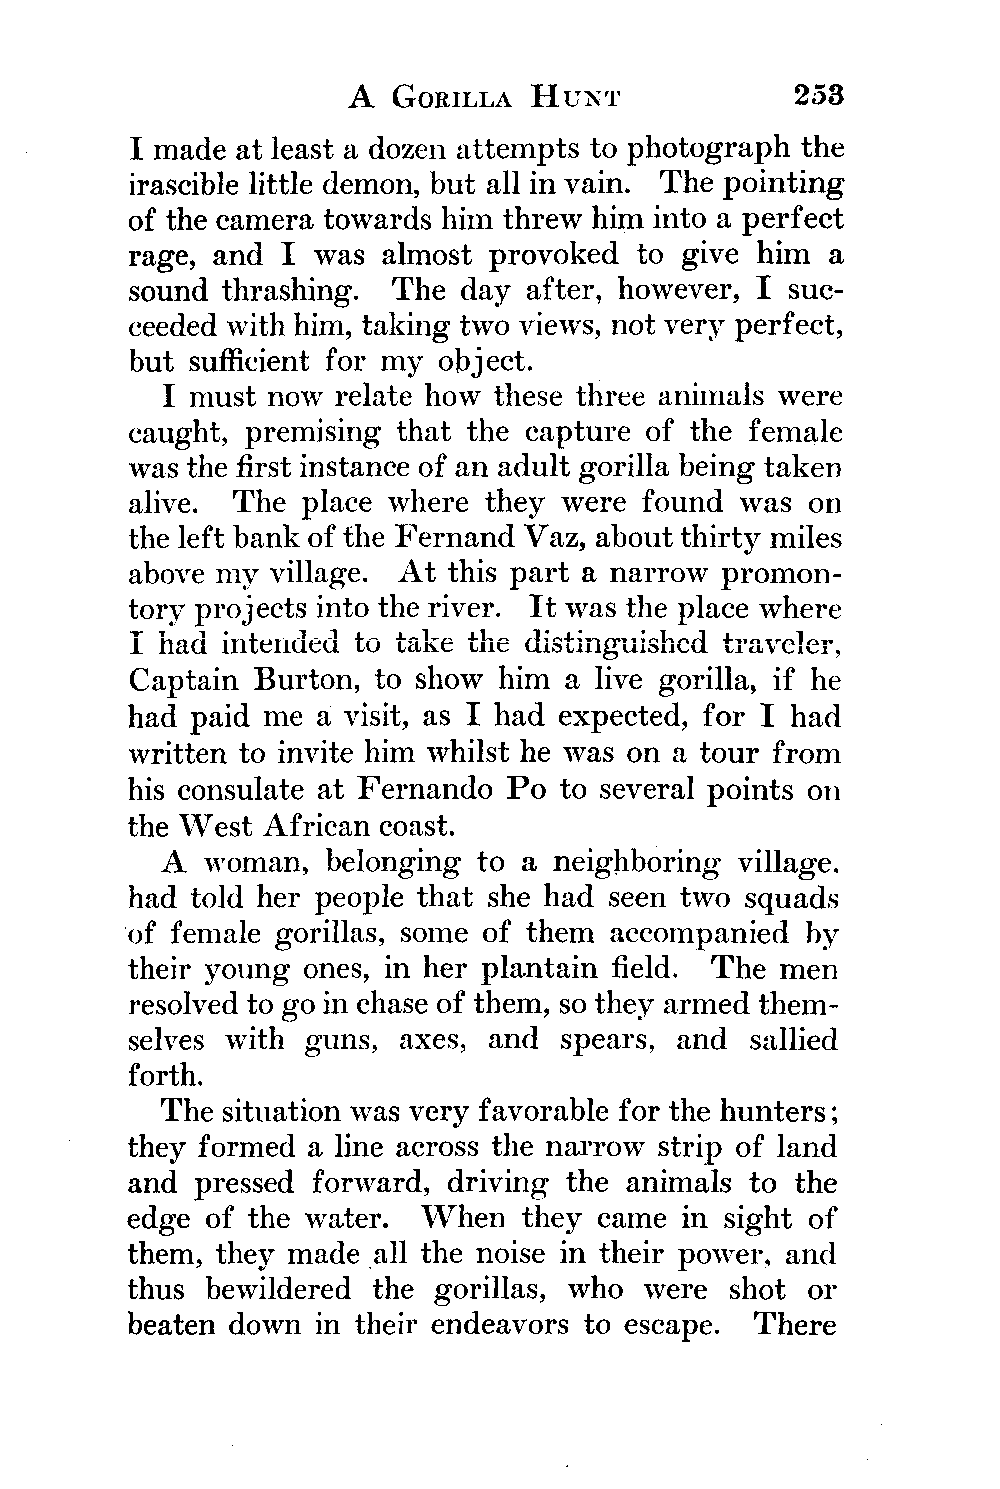 A GORILLA HUNT 253
I made at least a dozen attempts to photograph the
irascible little demon, but all in vain. The pointing
of the camera towards him threw him into a perfect
rage, and I was almost provoked to give him a
sound thrashing. The day after, however, I suc-
ceeded with him, taking two views, not very perfect,
but sufficient for my object.
I must now relate how these three animals were
caught, premising that the capture of the female
was the first instance of an adult gorilla being taken
alive. The place where they were found was on
the left bank of the Fernand Vaz, about thirty miles
above my village. At this part a narrow promon-
tory projects into the river. It was the place where
I had intended to take the distinguished traveler,
Captain Burton, to show him a live gorilla, if he
had paid me a visit, as I had expected, for I had
written to invite him whilst he was on a tour from
his consulate at Fernando Po to several points on
the West African coast.
A woman, belonging to a neighboring village.
had told her people that she had seen two squads
of female gorillas, some of them accompanied by
their young ones, in her plantain field. The men
resolved to go in chase of them, so they armed them-
selves with guns, axes, and spears, and sallied
forth.
The situation was very favorable for the hunters;
they formed a line across the narrow strip of land
and pressed forward, driving the animals to the
edge of the water. When they came in sight of
them, they made all the noise in their power, and
thus bewildered the gorillas, who were shot or
beaten down in their endeavors to escape. There